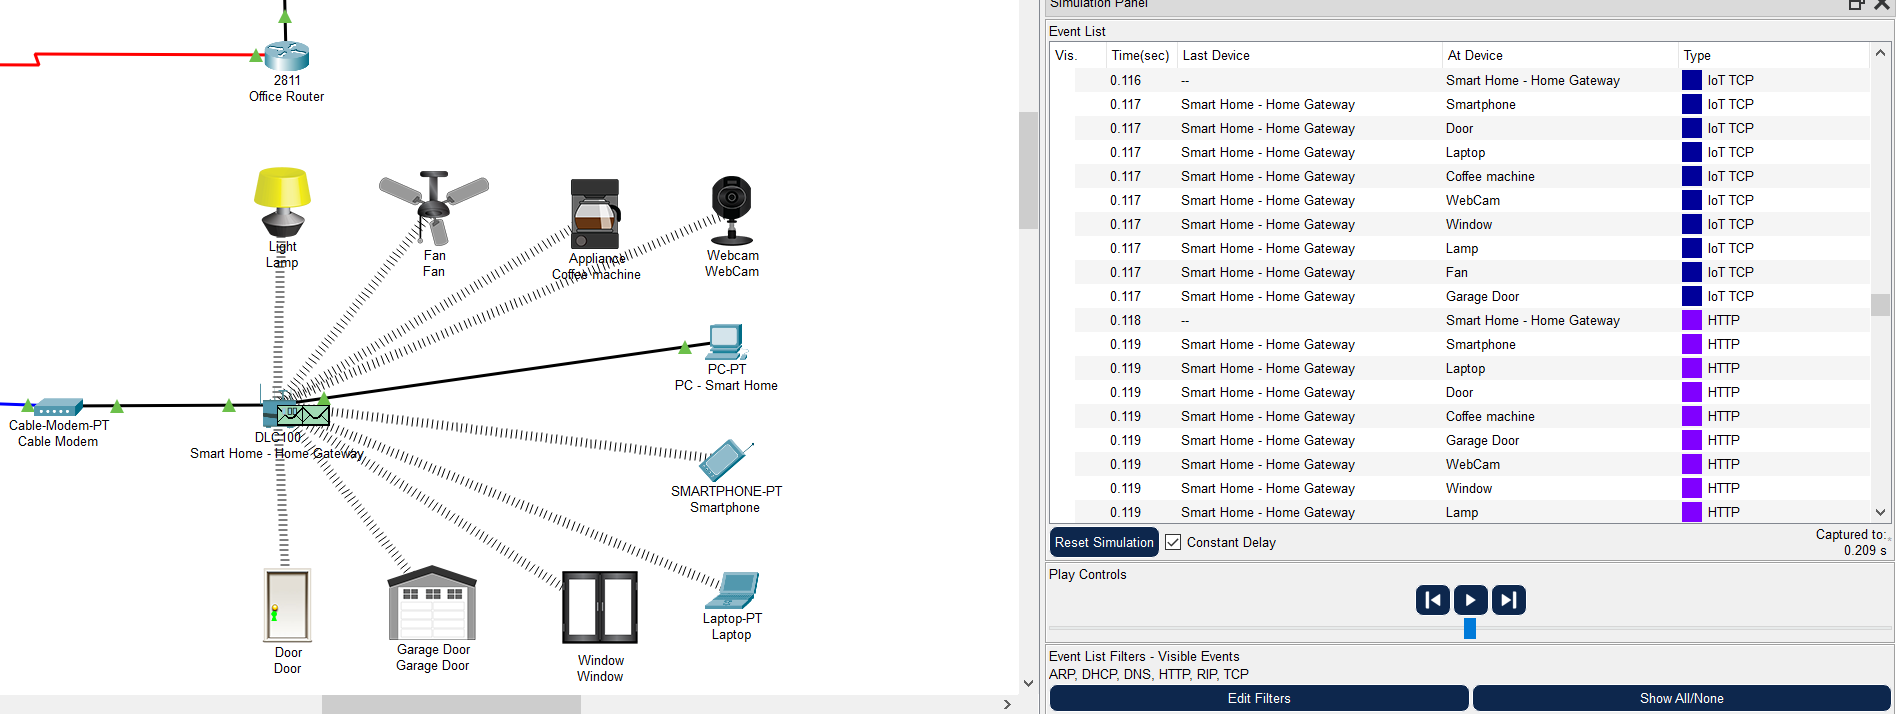 2811
Office Router
Light
Lamp
Fan
Fan
Appliance
Coffee machine
Webcam
WebCam
PC-PT
PC - Smart Home
Cable-Modem-PT
Cable Modem
DLC100
Smart Home - Home Gateway
SMARTPHONE-PT
Smartphone
Laptop-PT
Laptop
Door
Door
Garage Door
Garage Door
Window
Window
Simulation Panel
Event List
Vis. Time(sec) Last Device At Device Type
0.116 -- Smart Home - Home Gateway IoT TCP
0.117 Smart Home - Home Gateway Smartphone IoT TCP
0.117 Smart Home - Home Gateway Door IoT TCP
0.117 Smart Home - Home Gateway Laptop IoT TCP
0.117 Smart Home - Home Gateway Coffee machine IoT TCP
0.117 Smart Home - Home Gateway WebCam IoT TCP
0.117 Smart Home - Home Gateway Window IoT TCP
0.117 Smart Home - Home Gateway Lamp IoT TCP
0.117 Smart Home - Home Gateway Fan IoT TCP
0.117 Smart Home - Home Gateway Garage Door IoT TCP
0.118 -- Smart Home - Home Gateway HTTP
0.119 Smart Home - Home Gateway Smartphone HTTP
0.119 Smart Home - Home Gateway Laptop HTTP
0.119 Smart Home - Home Gateway Door HTTP
0.119 Smart Home - Home Gateway Coffee machine HTTP
0.119 Smart Home - Home Gateway Garage Door HTTP
0.119 Smart Home - Home Gateway WebCam HTTP
0.119 Smart Home - Home Gateway Window HTTP
0.119 Smart Home - Home Gateway Lamp HTTP
Reset Simulation Constant Delay
Captured to:
0.209 s
Play Controls
Event List Filters - Visible Events
ARP, DHCP, DNS, HTTP, RIP, TCP
Edit Filters Show All/None